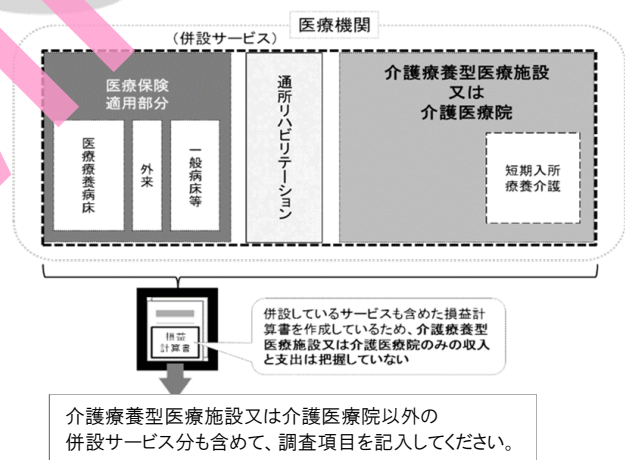 医療機関
（併設サービス）
医療保険
適用部分
医療療養病床
外来
一般病床等
通所リハビリテーション
介護療養型医療施設
又は
介護医療院
短期入所
療養介護
損益
計算書
併設しているサービスも含めた損益計
算書を作成しているため、介護療養型
医療施設又は介護医療院のみの収入
と支出は把握していない
介護療養型医療施設又は介護医療院以外の
併設サービス分も含めて、調査項目を記入してください。